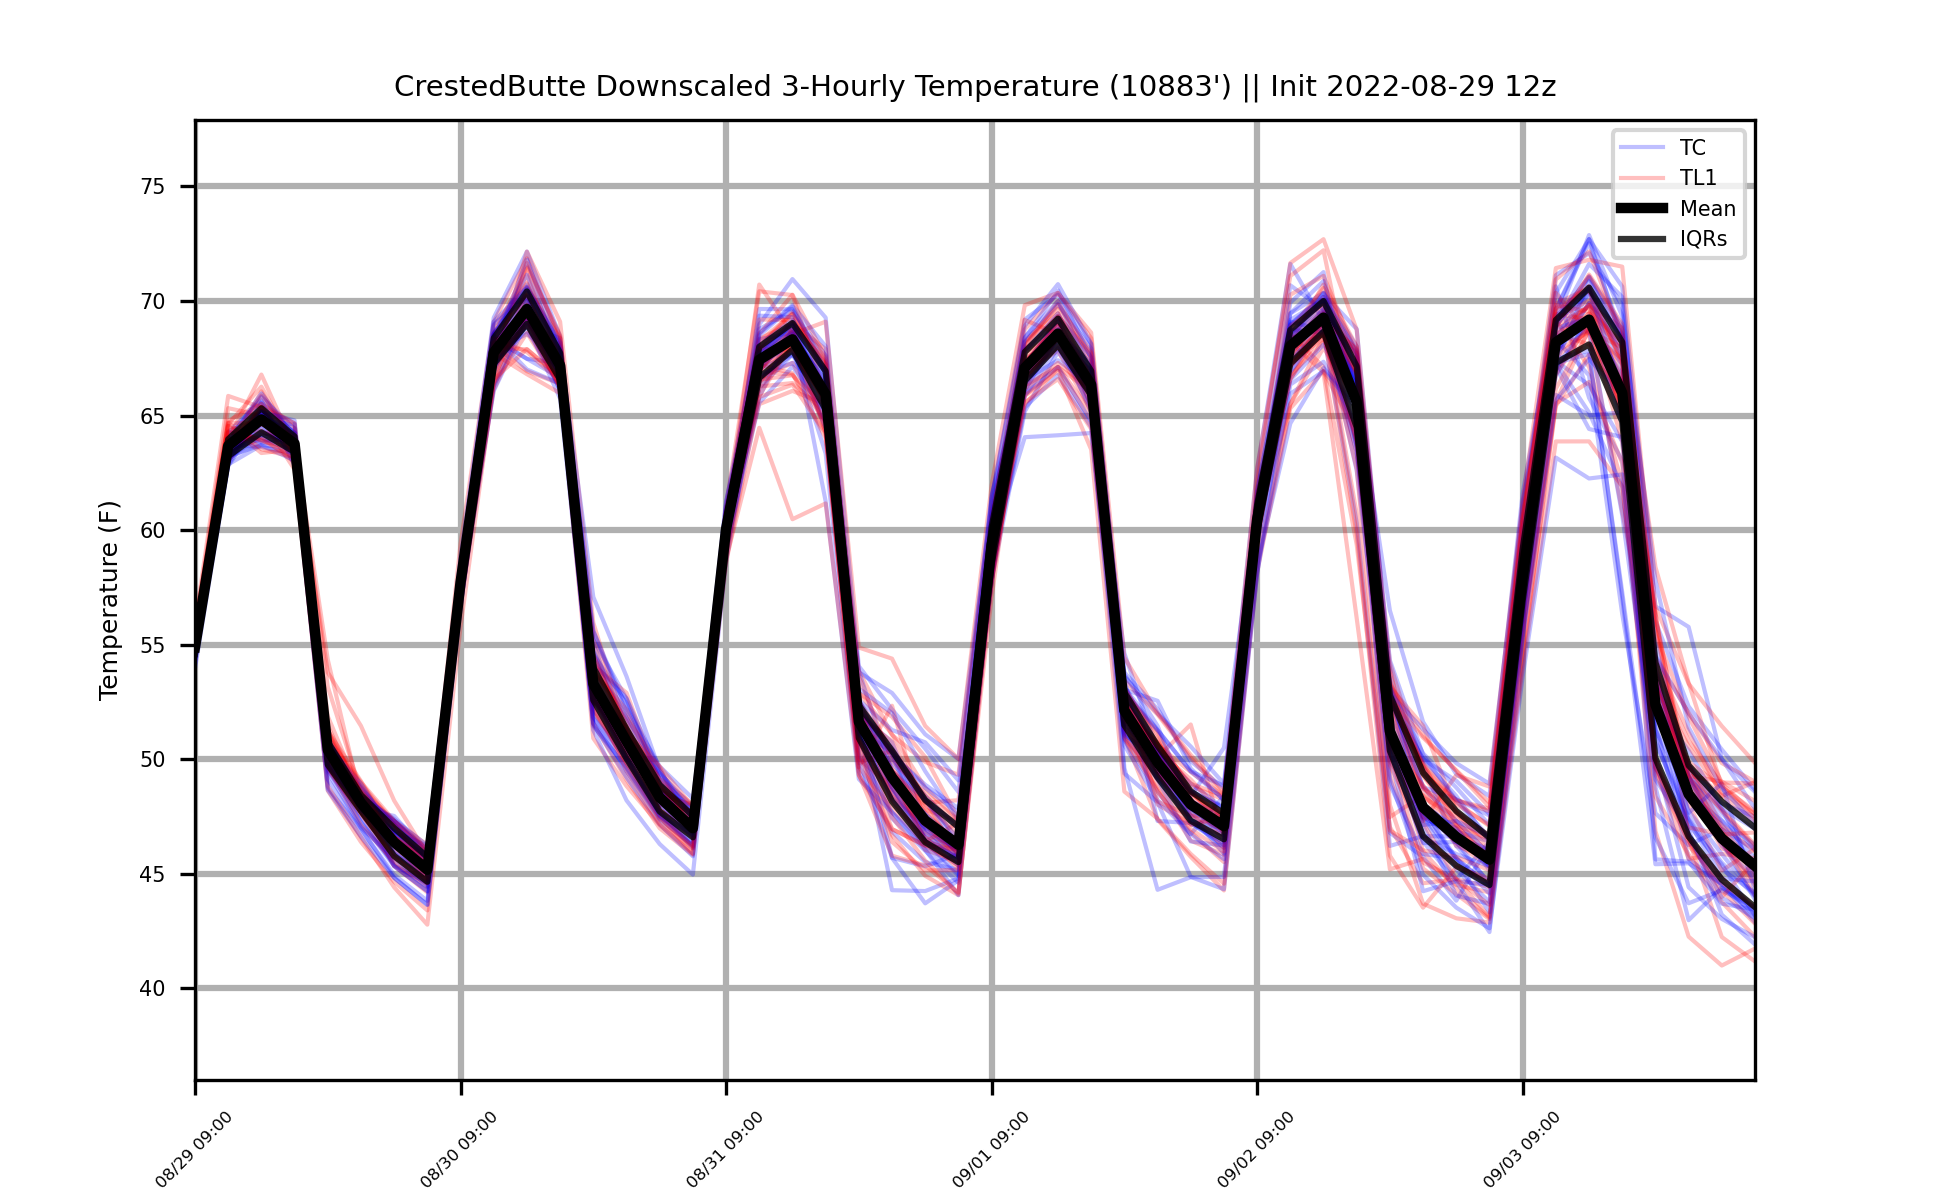 CrestedButte Downscaled 3-Hourly Temperature (10883') || Init 2022-08-29 12z
TC
TL1
Mean
IQRs
Temperature (F)
75
70
65
60
55
50
45
40
08/29 09:00
08/30 09:00
08/31 09:00
09/01 09:00
09/02 09:00
09/03 09:00